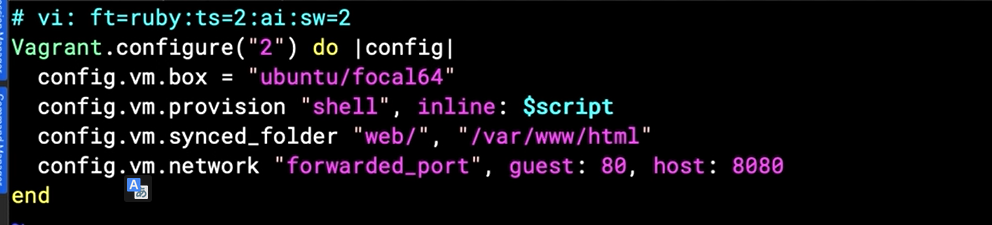 # vi: ft=ruby:ts=2:ai:sw=2
Vagrant.configure("2") do |config|
  config.vm.box = "ubuntu/focal64"
  config.vm.provision "shell", inline: $script
  config.vm.synced_folder "web/", "/var/www/html"
  config.vm.network "forwarded_port", guest: 80, host: 8080
end